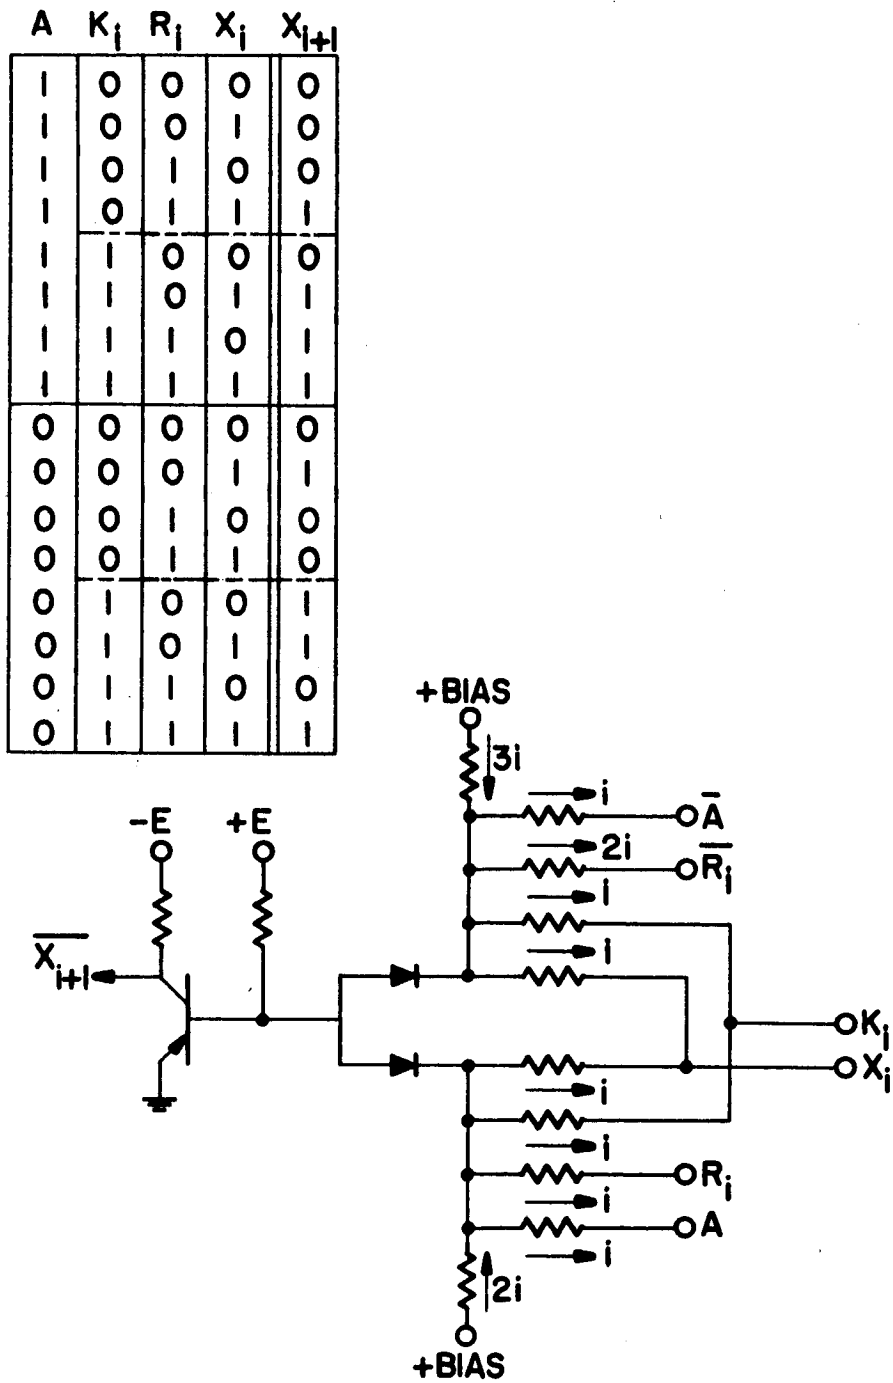 A K_i R_i X_i X_{i+1}
1 0 0 0 0
1 0 0 1 0
1 0 1 0 0
1 0 1 1 1
1 1 0 0 0
1 1 0 1 1
1 1 1 0 1
1 1 1 1 1
0 0 0 0 0
0 0 0 1 1
0 0 1 0 0
0 0 1 1 0
0 1 0 0 1
0 1 0 1 1
0 1 1 0 0
0 1 1 1 1
+BIAS
3i
i
A̅
-E
+E
2i
R̅_i
i
X̅_{i+1}
i
K_i
X_i
i
i
R_i
i
A
i
2i
+BIAS